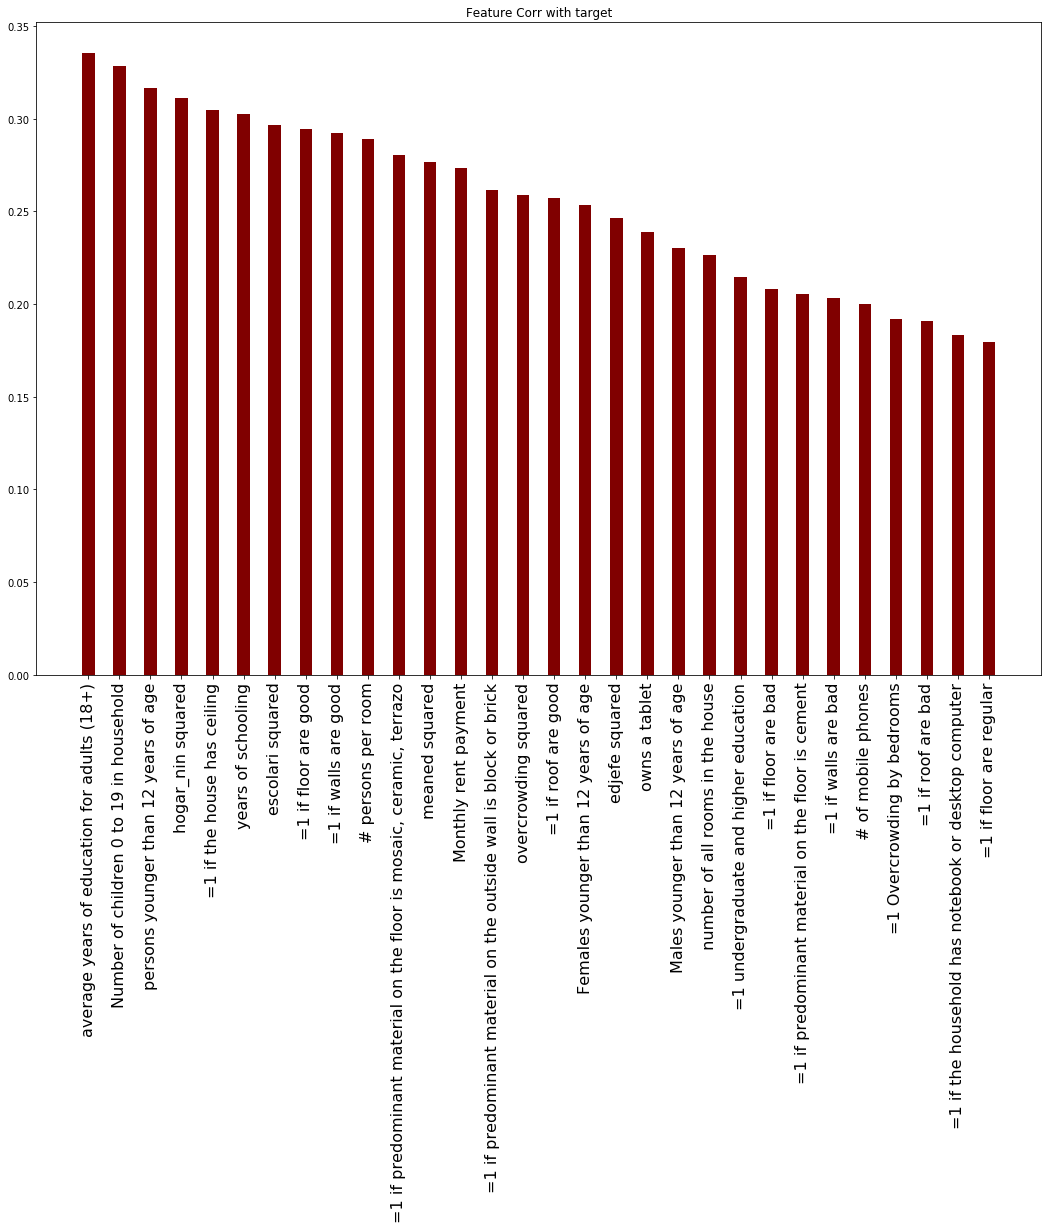 Feature Corr with target
0.35
0.30
0.25
0.20
0.15
0.10
0.05
0.00
average years of education for adults (18+)
Number of children 0 to 19 in household
persons younger than 12 years of age
hogar_nin squared
=1 if the house has ceiling
years of schooling
escolari squared
=1 if floor are good
=1 if walls are good
# persons per room
=1 if predominant material on the floor is mosaic, ceramic, terrazo
meaned squared
Monthly rent payment
=1 if predominant material on the outside wall is block or brick
overcrowding squared
=1 if roof are good
Females younger than 12 years of age
edjefe squared
owns a tablet
Males younger than 12 years of age
number of all rooms in the house
=1 undergraduate and higher education
=1 if floor are bad
=1 if predominant material on the floor is cement
=1 if walls are bad
# of mobile phones
=1 Overcrowding by bedrooms
=1 if roof are bad
=1 if the household has notebook or desktop computer
=1 if floor are regular